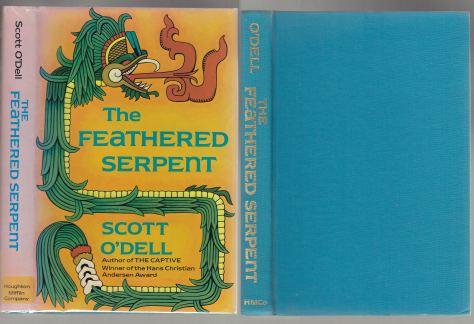 Scott O'Dell
THE
FEATHERED SERPENT
Houghton
Mifflin
Company
The
FEATHERED
SERPENT
SCOTT
O'DELL
Author of THE CAPTIVE
Winner of the Hans Christian
Andersen Award
O'DELL
THE
FEATHERED SERPENT
HMCo